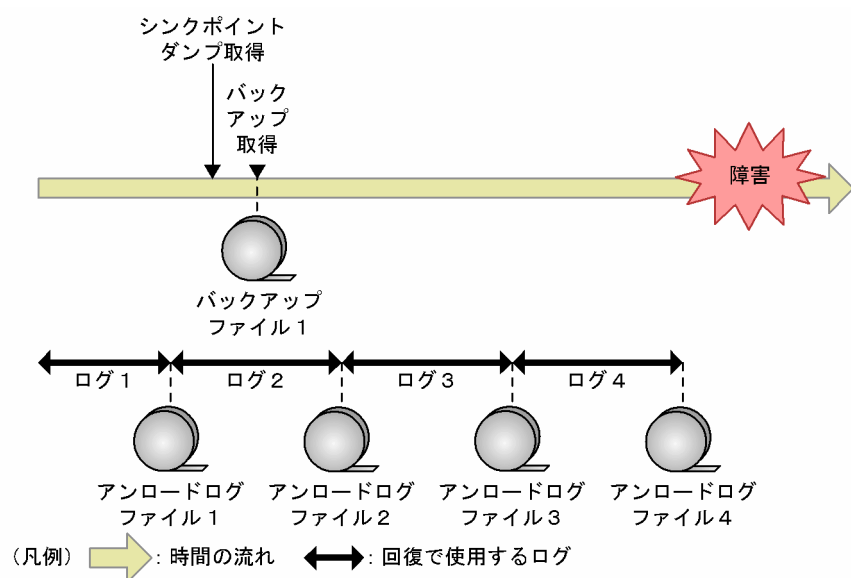 シンクポイント
ダンプ取得
バック
アップ
取得
障害
バックアップ
ファイル1
ログ1
ログ2
ログ3
ログ4
アンロードログ
ファイル1
アンロードログ
ファイル2
アンロードログ
ファイル3
アンロードログ
ファイル4
(凡例) :時間の流れ :回復で使用するログ